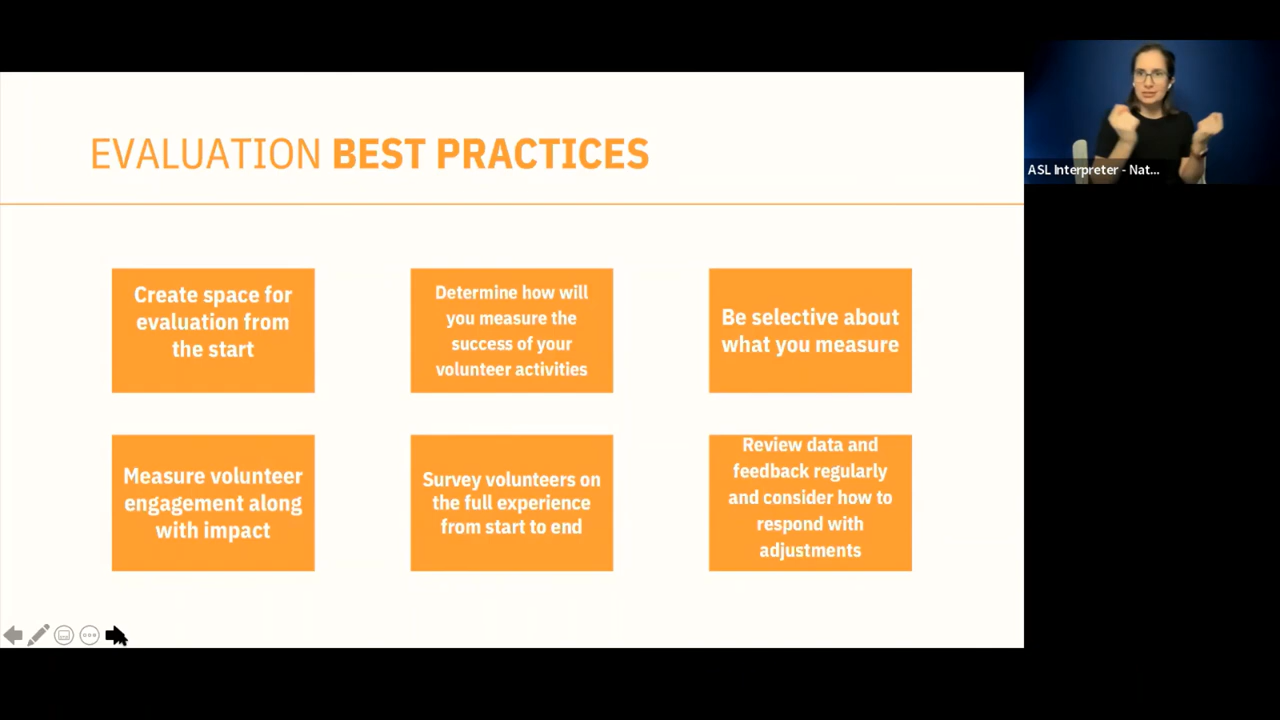 EVALUATION BEST PRACTICES
ASL Interpreter - Nat...
Create space for
evaluation from
the start
Determine how will
you measure the
success of your
volunteer activities
Be selective about
what you measure
Measure volunteer
engagement along
with impact
Survey volunteers on
the full experience
from start to end
Review data and
feedback regularly
and consider how to
respond with
adjustments